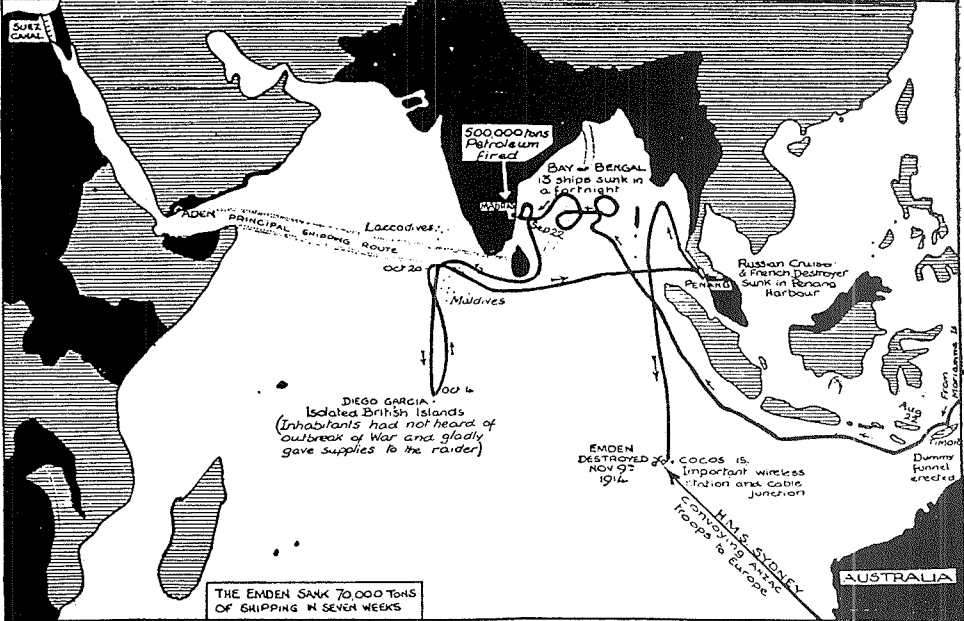 SUEZ
CANAL
500,000 tons
Petroleum
fired
BAY OF BENGAL
13 ships sunk in
a fortnight
MADRAS
Sep 22
ADEN
PRINCIPAL SHIPPING ROUTE
Laccadives
Oct 20
Maldives
PENANG
Russian Cruiser
& French Destroyer
Sunk in Penang
Harbour
Oct 4
DIEGO GARCIA
Isolated British Islands
(Inhabitants had not heard of
outbreak of War and gladly
gave supplies to the raider)
EMDEN
DESTROYED
NOV 9TH
1914
COCOS IS.
Important wireless
Station and cable
junction
From
Marianne Is
Aug
Timor
Dummy
funnel
erected
H.M.S. SYDNEY
Convoying ANZAC
Troops to Europe
AUSTRALIA
THE EMDEN SANK 70,000 TONS
OF SHIPPING IN SEVEN WEEKS